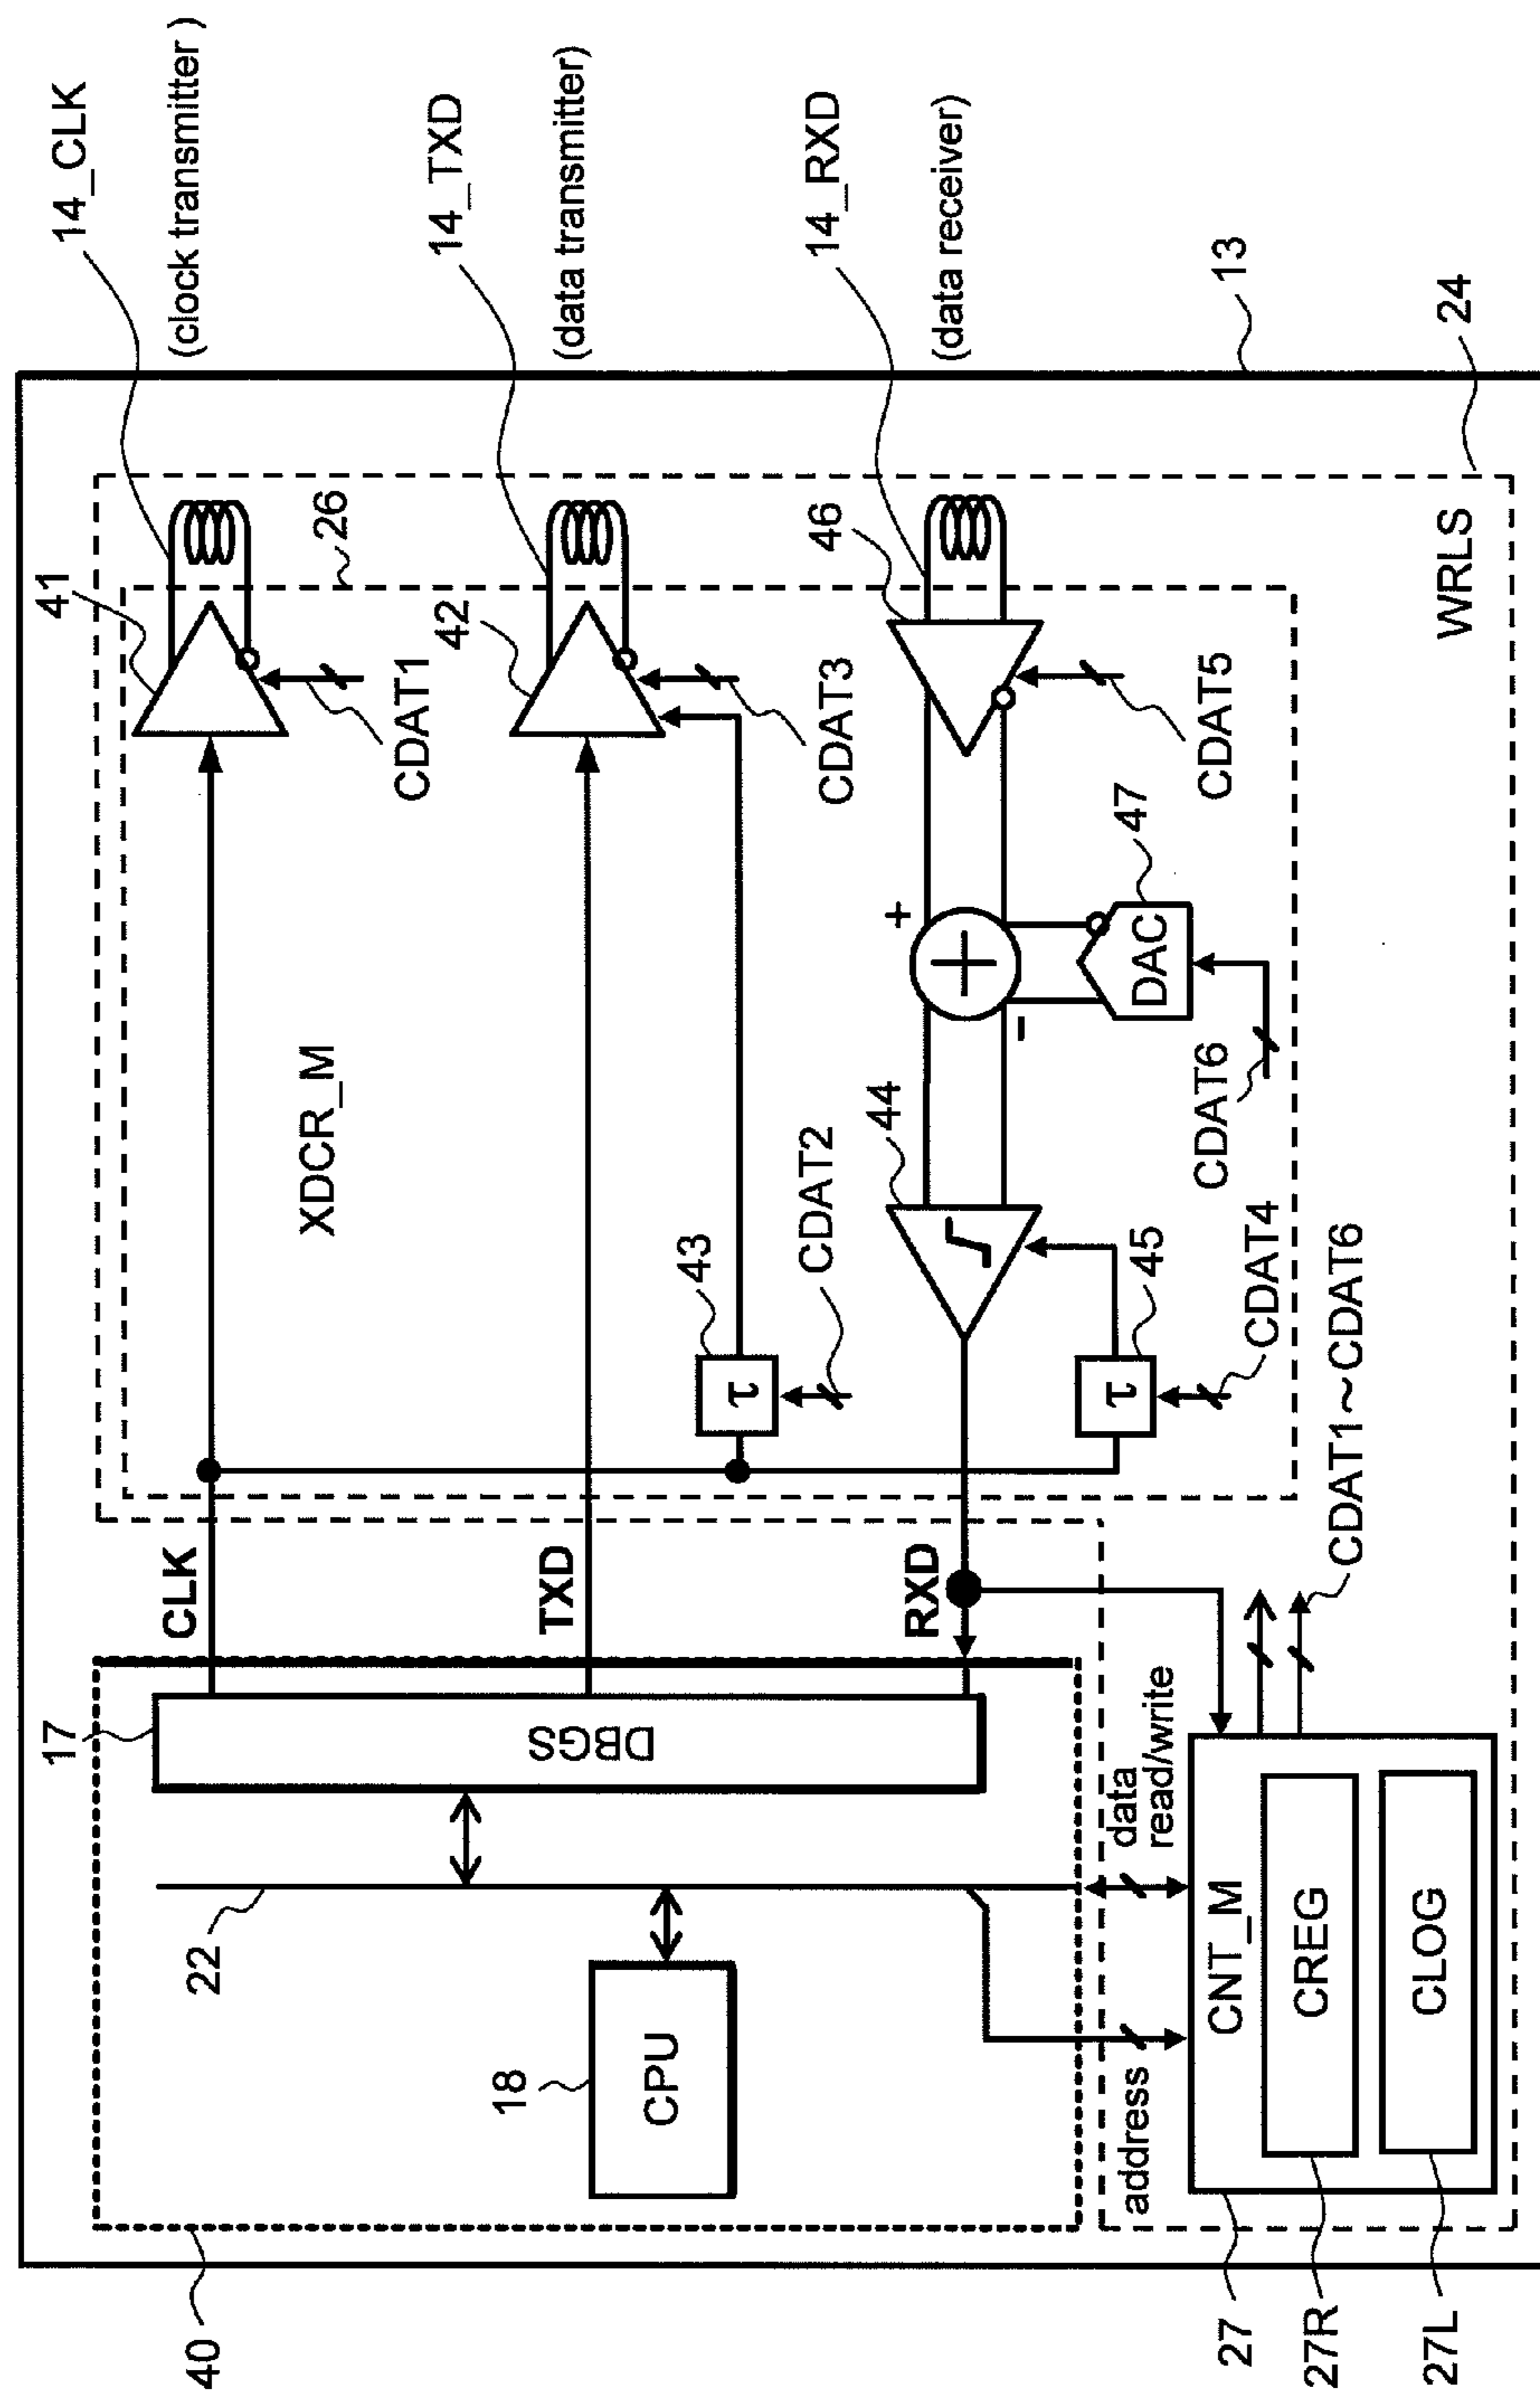 14_CLK
(clock transmitter )
14_TXD
(data transmitter)
14_RXD
(data receiver)
13
24
WRLS
26
41
CDAT1
42
CDAT3
46
CDAT5
47
DAC
CDAT6
+
-
XDCR_M
44
43
τ
CDAT2
45
τ
CDAT4
CDAT1~CDAT6
CLK
TXD
RXD
17
DBGS
22
18
CPU
40
data
read/write
address
CNT_M
CREG
CLOG
27
27R
27L